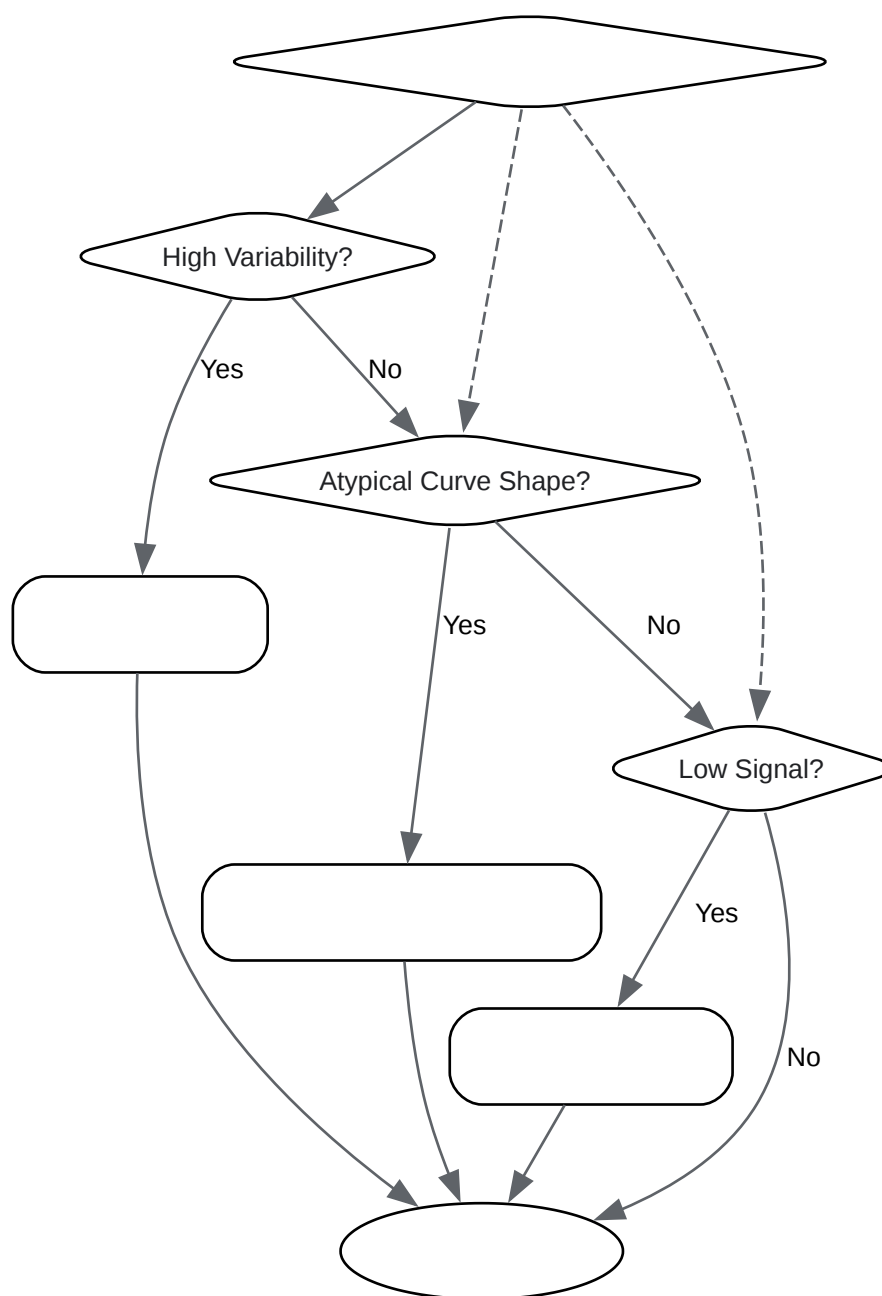 High Variability?
Yes
No
Atypical Curve Shape?
Yes
No
Low Signal?
Yes
No